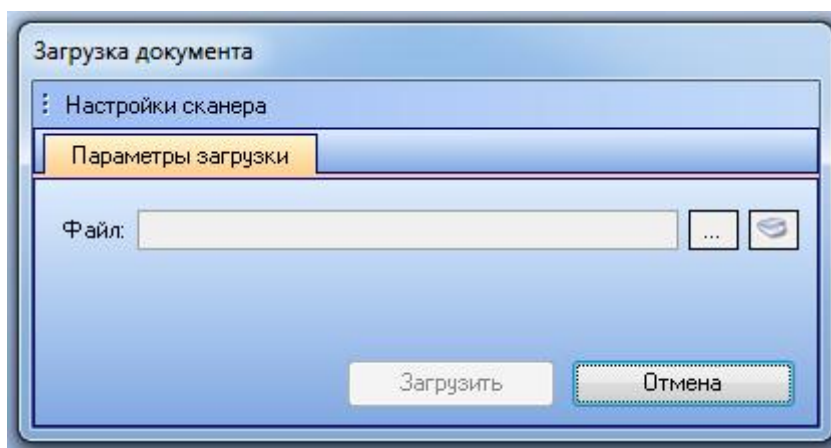 Загрузка документа
Настройки сканера
Параметры загрузки
Файл: ...
Загрузить Отмена